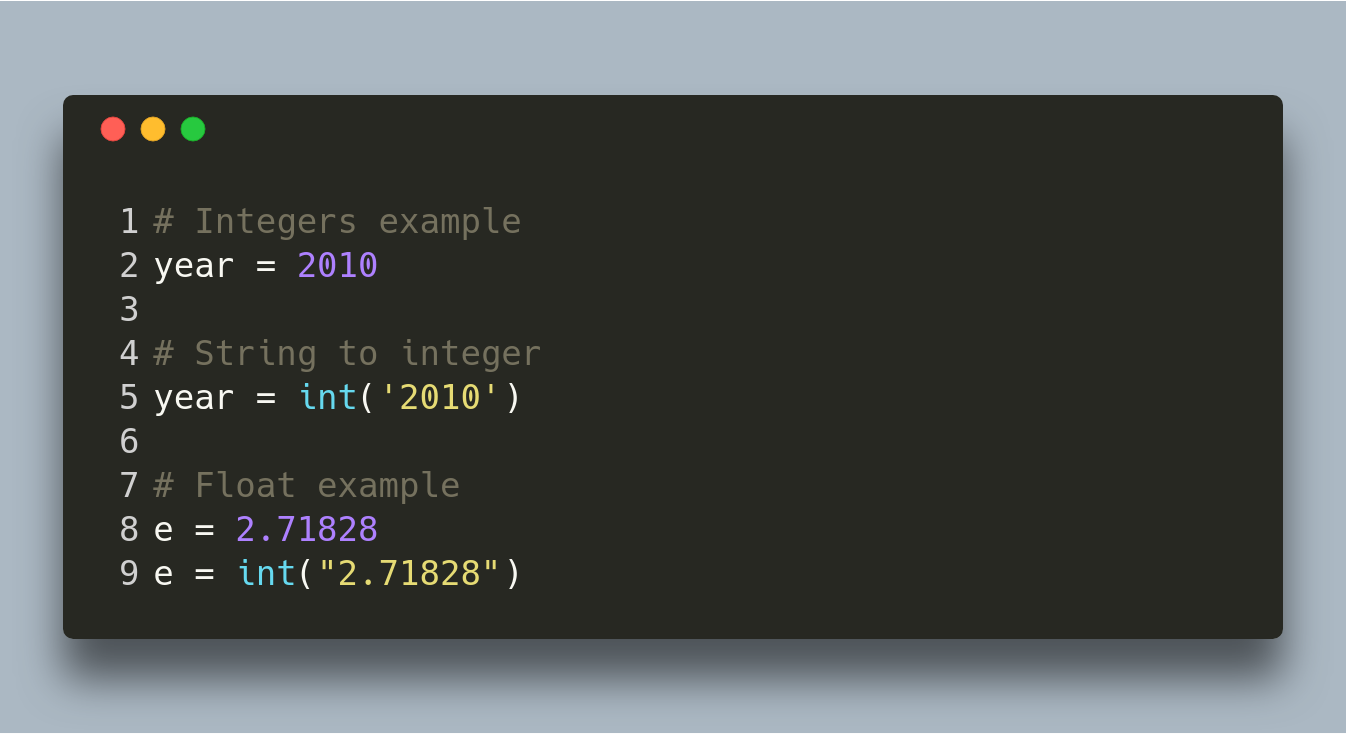 1 # Integers example
2 year = 2010
3
4 # String to integer
5 year = int('2010')
6
7 # Float example
8 e = 2.71828
9 e = int("2.71828")